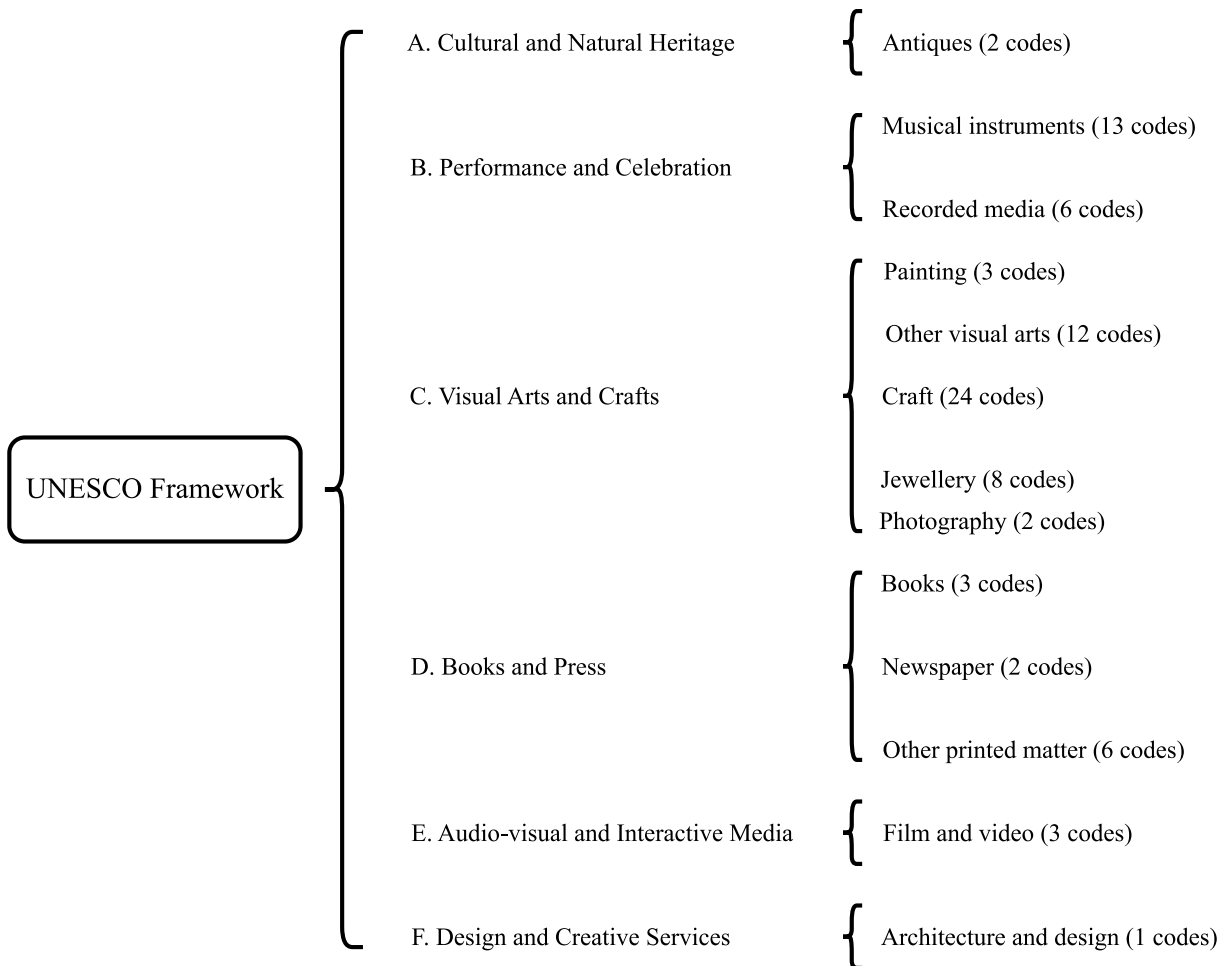 UNESCO Framework
A. Cultural and Natural Heritage
Antiques (2 codes)
B. Performance and Celebration
Musical instruments (13 codes)
Recorded media (6 codes)
C. Visual Arts and Crafts
Painting (3 codes)
Other visual arts (12 codes)
Craft (24 codes)
Jewellery (8 codes)
Photography (2 codes)
D. Books and Press
Books (3 codes)
Newspaper (2 codes)
Other printed matter (6 codes)
E. Audio-visual and Interactive Media
Film and video (3 codes)
F. Design and Creative Services
Architecture and design (1 codes)